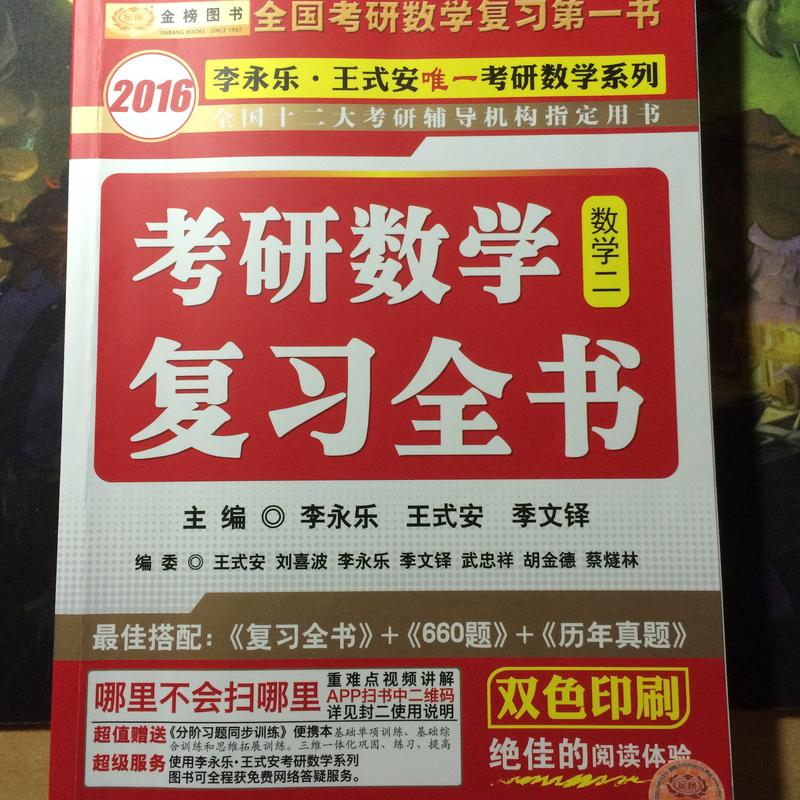 金榜图书
JINBANG BOOKS SINCE 1987
全国考研数学复习第一书
2016
李永乐·王式安唯一考研数学系列
全国十二大考研辅导机构指定用书
考研数学
数学二
复习全书
主编◎李永乐 王式安 季文铎
编委◎王式安 刘喜波 李永乐 季文铎 武忠祥 胡金德 蔡燧林
最佳搭配：《复习全书》+《660题》+《历年真题》
哪里不会扫哪里
重难点视频讲解
APP扫书中二维码
详见封二使用说明
超值赠送
《分阶习题同步训练》便携本基础单项训练、基础综
合训练和思维拓展训练。三维一体化巩固、练习、提高
超级服务
使用李永乐·王式安考研数学系列
图书可全程获免费网络答疑服务。
双色印刷
绝佳的阅读体验
金榜